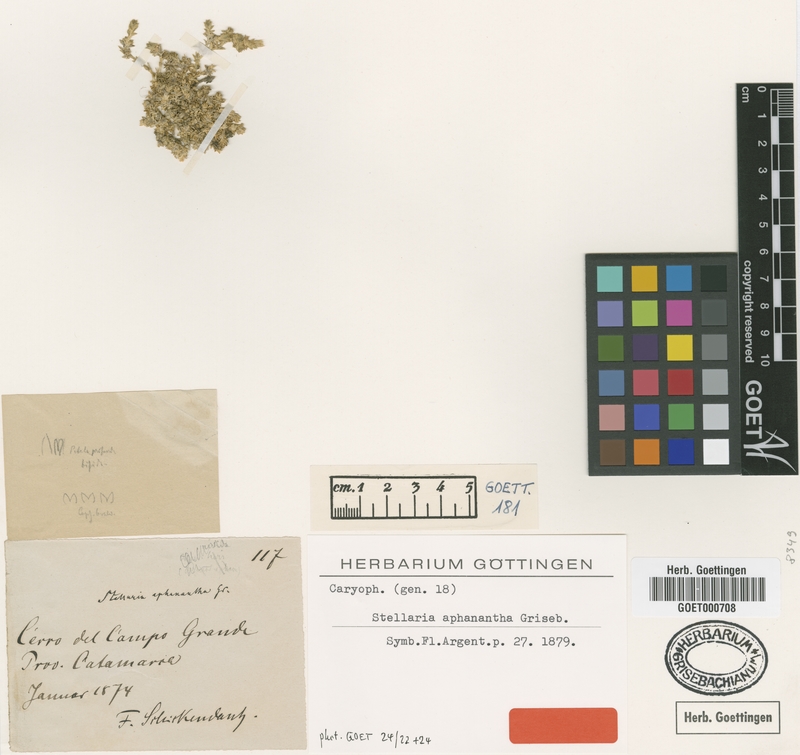 cm
0
1
2
3
4
5
6
7
8
9
10
copyright reserved
GOET
cm. 1 2 3 4 5
GOETT.
181
117
Stellaria aphanantha Gr.
Cerro del Campo Grande
Prov. Catamarca
Januar 1874
F. Schickendantz.
HERBARIUM GÖTTINGEN
Caryoph. (gen. 18)
Stellaria aphanantha Griseb.
Symb.Fl.Argent.p. 27. 1879.
phot. GOET 24/22+24
Herb. Goettingen
GOET000708
HERBARIUM
GRISEBACHIANUM
Herb. Goettingen